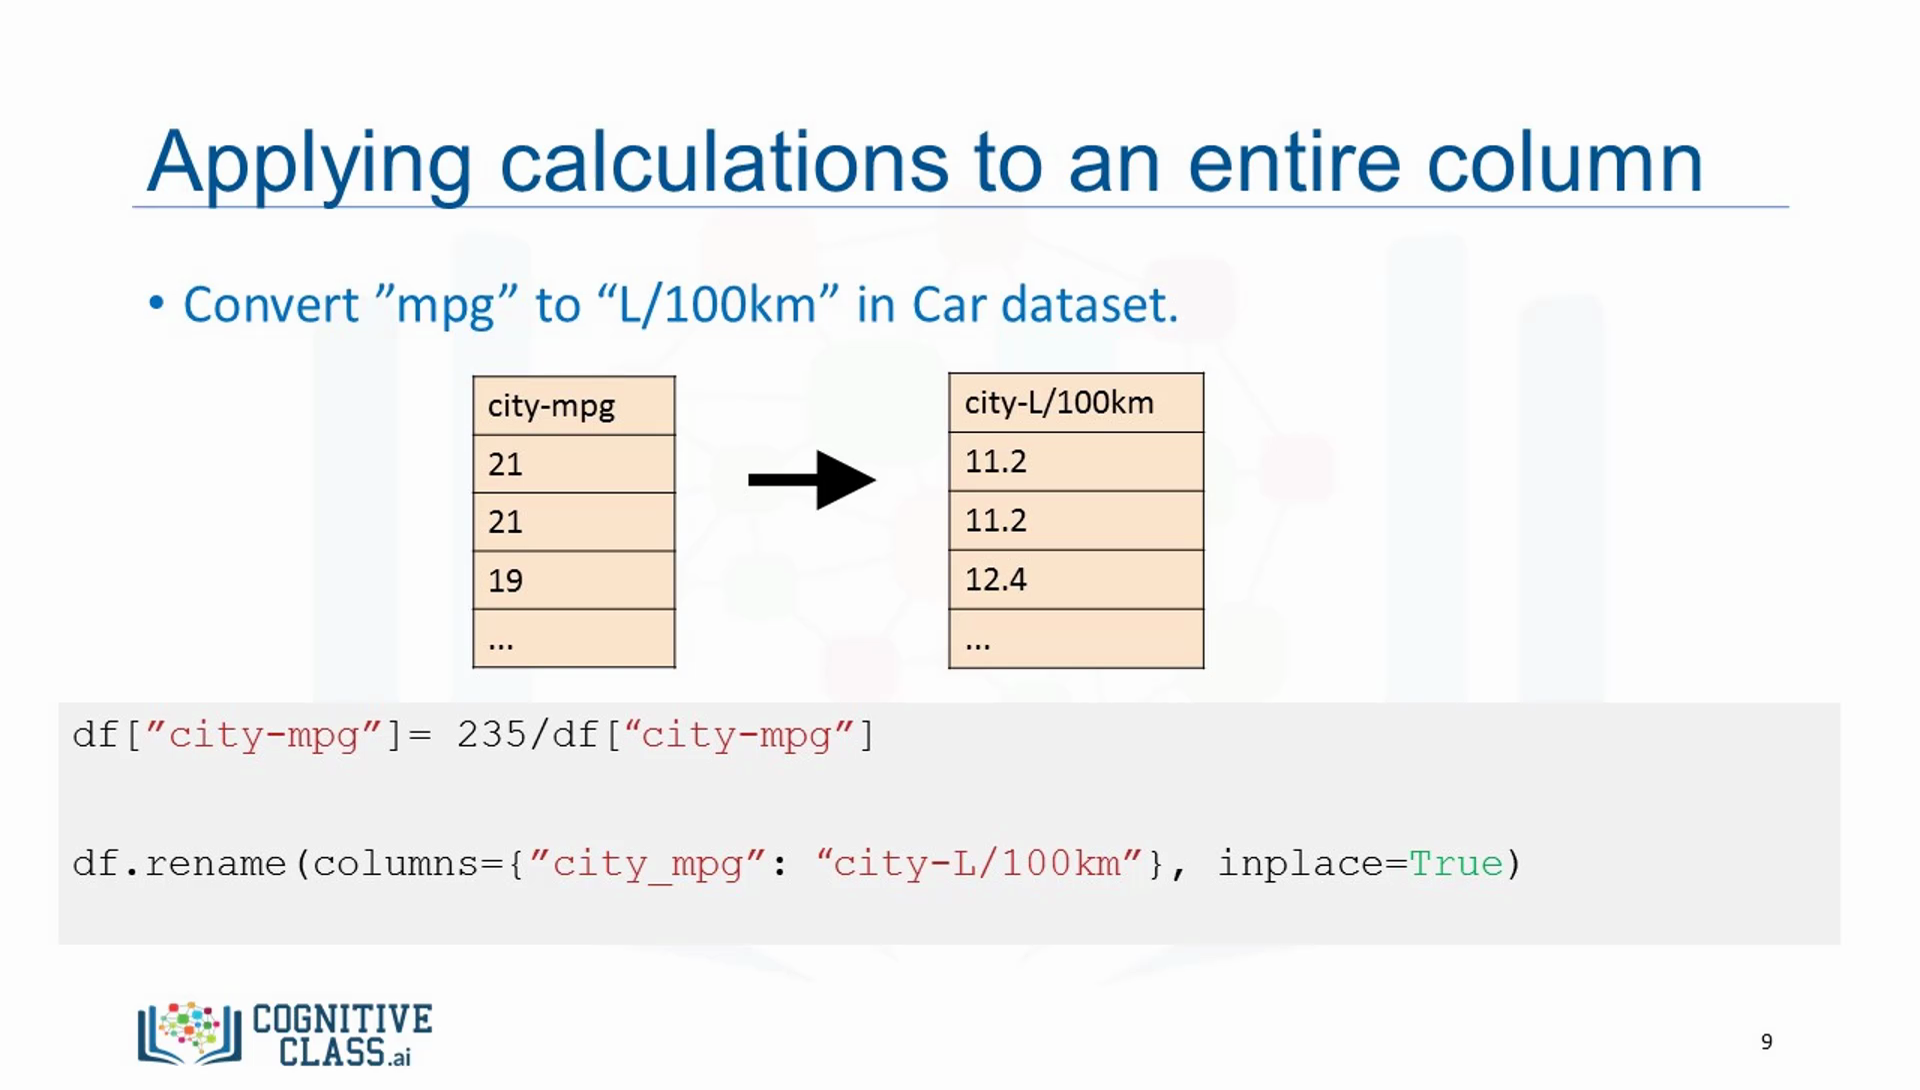 Applying calculations to an entire column
• Convert ”mpg” to “L/100km” in Car dataset.
city-mpg
21
21
19
...
city-L/100km
11.2
11.2
12.4
...
df[”city-mpg”]= 235/df[“city-mpg”]
df.rename(columns={”city_mpg”: “city-L/100km”}, inplace=True)
COGNITIVE
CLASS.ai
9